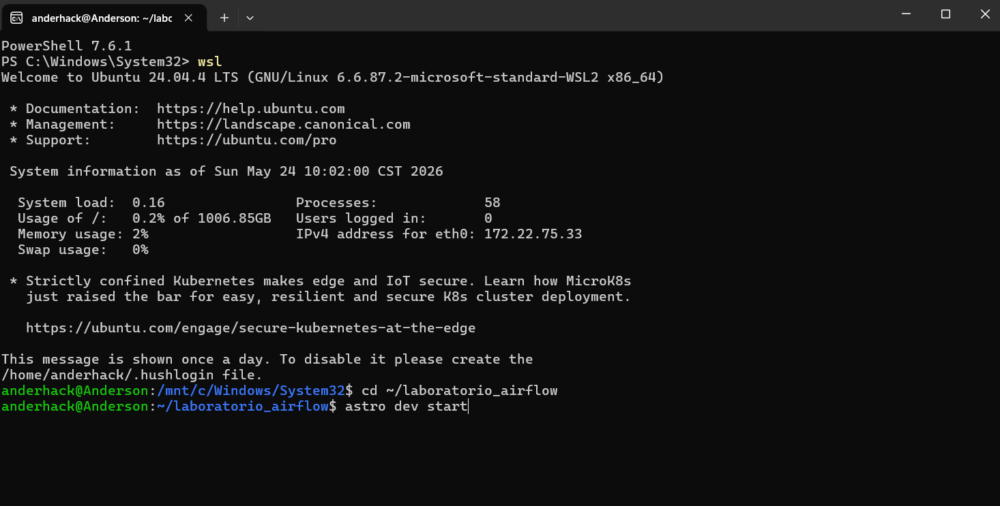 anderhack@Anderson: ~/labc
PowerShell 7.6.1
PS C:\Windows\System32> wsl
Welcome to Ubuntu 24.04.4 LTS (GNU/Linux 6.6.87.2-microsoft-standard-WSL2 x86_64)
* Documentation:  https://help.ubuntu.com
* Management:     https://landscape.canonical.com
* Support:        https://ubuntu.com/pro
System information as of Sun May 24 10:02:00 CST 2026
System load:  0.16                Processes:             58
Usage of /:   0.2% of 1006.85GB   Users logged in:       0
Memory usage: 2%                  IPv4 address for eth0: 172.22.75.33
Swap usage:   0%
* Strictly confined Kubernetes makes edge and IoT secure. Learn how MicroK8s
just raised the bar for easy, resilient and secure K8s cluster deployment.
https://ubuntu.com/engage/secure-kubernetes-at-the-edge
This message is shown once a day. To disable it please create the
/home/anderhack/.hushlogin file.
anderhack@Anderson:/mnt/c/Windows/System32$ cd ~/laboratorio_airflow
anderhack@Anderson:~/laboratorio_airflow$ astro dev start